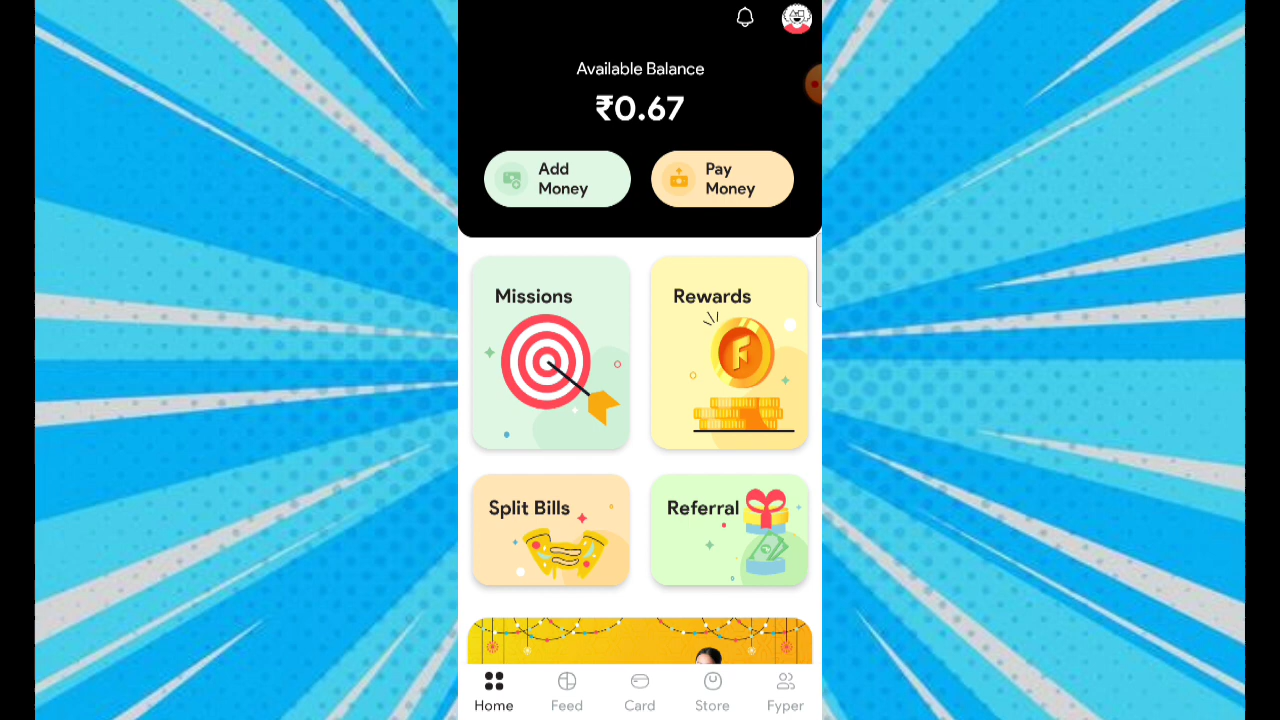 Available Balance
₹0.67
Add
Money
Pay
Money
Missions
Rewards
F
Split Bills
Referral
Home
Feed
Card
Store
Fyper